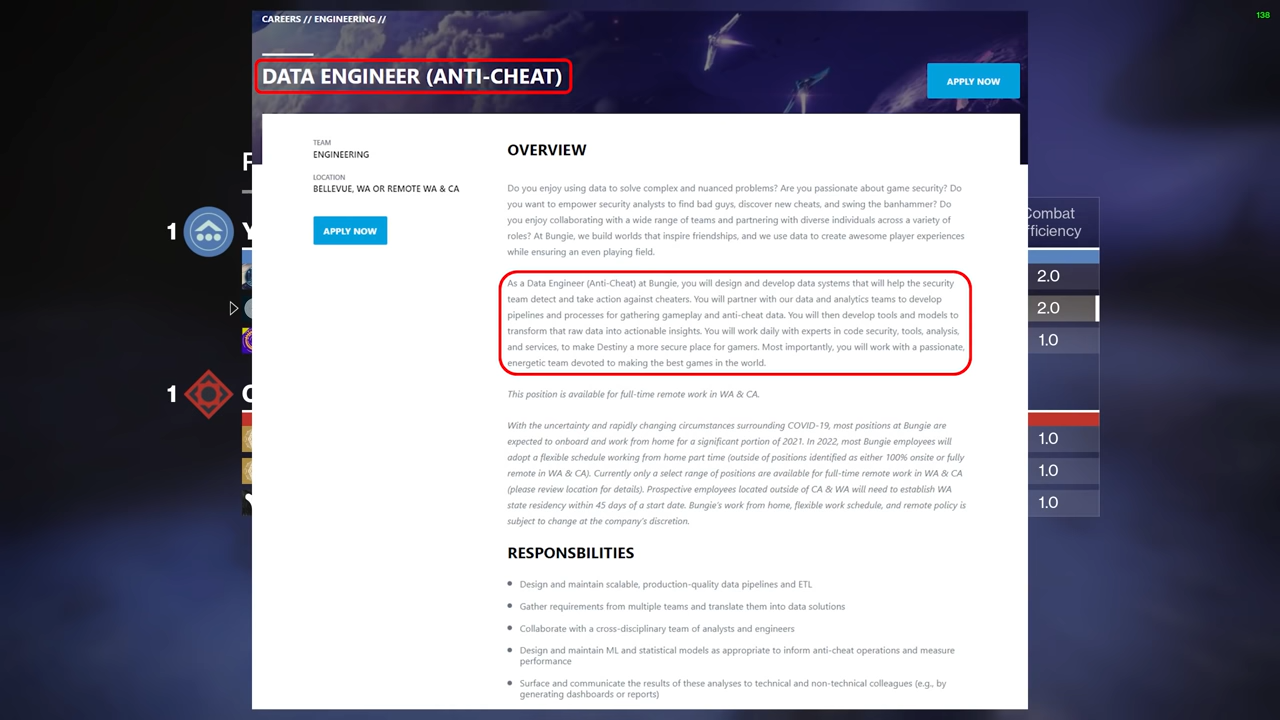 138
CAREERS // ENGINEERING //
DATA ENGINEER (ANTI-CHEAT)
APPLY NOW
TEAM
ENGINEERING
LOCATION
BELLEVUE, WA OR REMOTE WA & CA
APPLY NOW
OVERVIEW
Do you enjoy using data to solve complex and nuanced problems? Are you passionate about game security? Do
you want to empower security analysts to find bad guys, discover new cheats, and swing the banhammer? Do
you enjoy collaborating with a wide range of teams and partnering with diverse individuals across a variety of
roles? At Bungie, we build worlds that inspire friendships, and we use data to create awesome player experiences
while ensuring an even playing field.
As a Data Engineer (Anti-Cheat) at Bungie, you will design and develop data systems that will help the security
team detect and take action against cheaters. You will partner with our data and analytics teams to develop
pipelines and processes for gathering gameplay and anti-cheat data. You will then develop tools and models to
transform that raw data into actionable insights. You will work daily with experts in code security, tools, analysis,
and services, to make Destiny a more secure place for gamers. Most importantly, you will work with a passionate,
energetic team devoted to making the best games in the world.
This position is available for full-time remote work in WA & CA.
With the uncertainty and rapidly changing circumstances surrounding COVID-19, most positions at Bungie are
expected to onboard and work from home for a significant portion of 2021. In 2022, most Bungie employees will
adopt a flexible schedule working from home part time (outside of positions identified as either 100% onsite or fully
remote in WA & CA). Currently only a select range of positions are available for full-time remote work in WA & CA
(please review location for details). Prospective employees located outside of CA & WA will need to establish WA
state residency within 45 days of a start date. Bungie's work from home, flexible work schedule, and remote policy is
subject to change at the company's discretion.
RESPONSBILITIES
Design and maintain scalable, production-quality data pipelines and ETL
Gather requirements from multiple teams and translate them into data solutions
Collaborate with a cross-disciplinary team of analysts and engineers
Design and maintain ML and statistical models as appropriate to inform anti-cheat operations and measure
performance
Surface and communicate the results of these analyses to technical and non-technical colleagues (e.g., by
generating dashboards or reports)
1
1
Combat
2.0
2.0
1.0
1.0
1.0
1.0